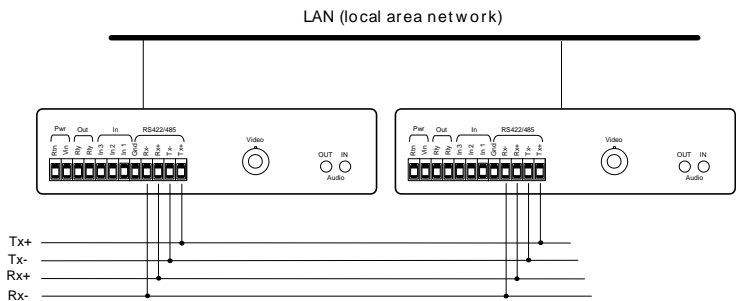 LAN (local area network)
Pwr Out In RS422/485
Rtn Vin Rly Rly In 3 In 2 In 1 Gnd Rx- Rx+ Tx- Tx+
Video
OUT IN
Audio
Pwr Out In RS422/485
Rtn Vin Rly Rly In 3 In 2 In 1 Gnd Rx- Rx+ Tx- Tx+
Video
OUT IN
Audio
Tx+
Tx-
Rx+
Rx-